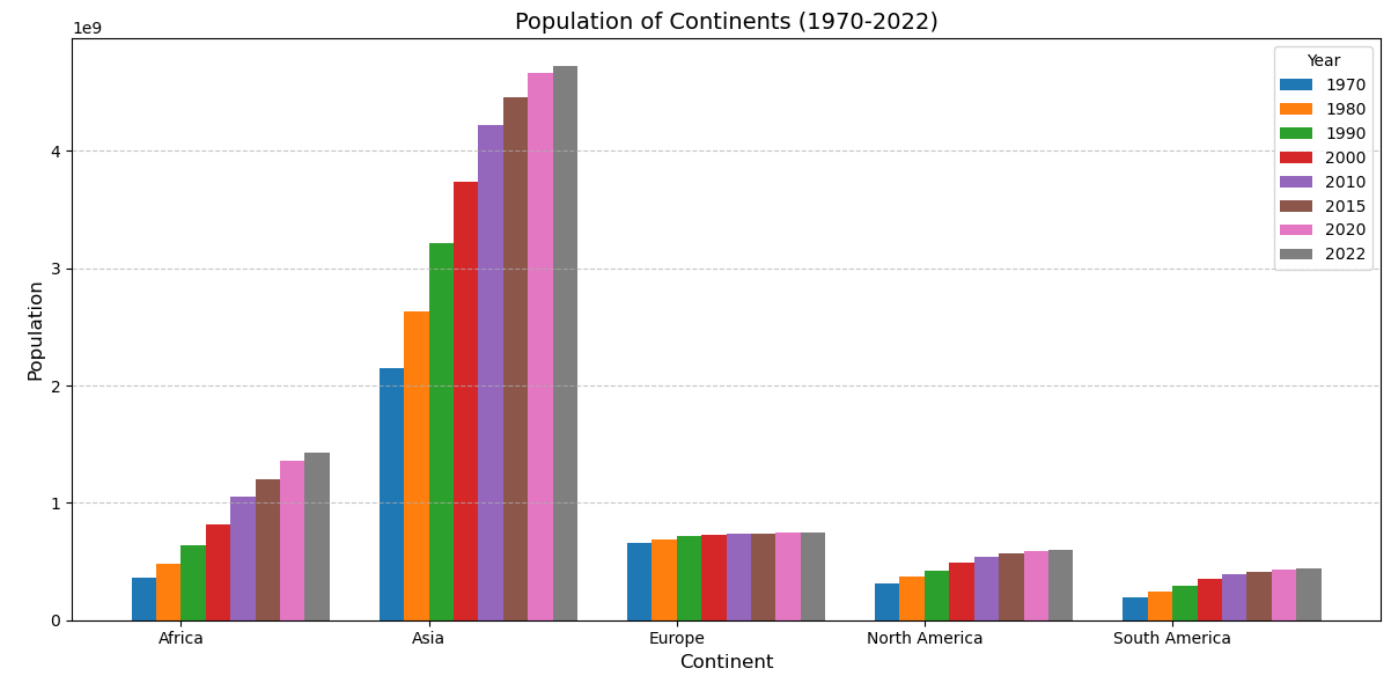 Population of Continents (1970-2022)
1e9
Year
1970
1980
1990
2000
2010
2015
2020
2022
4
3
2
1
0
Population
Africa
Asia
Europe
North America
South America
Continent